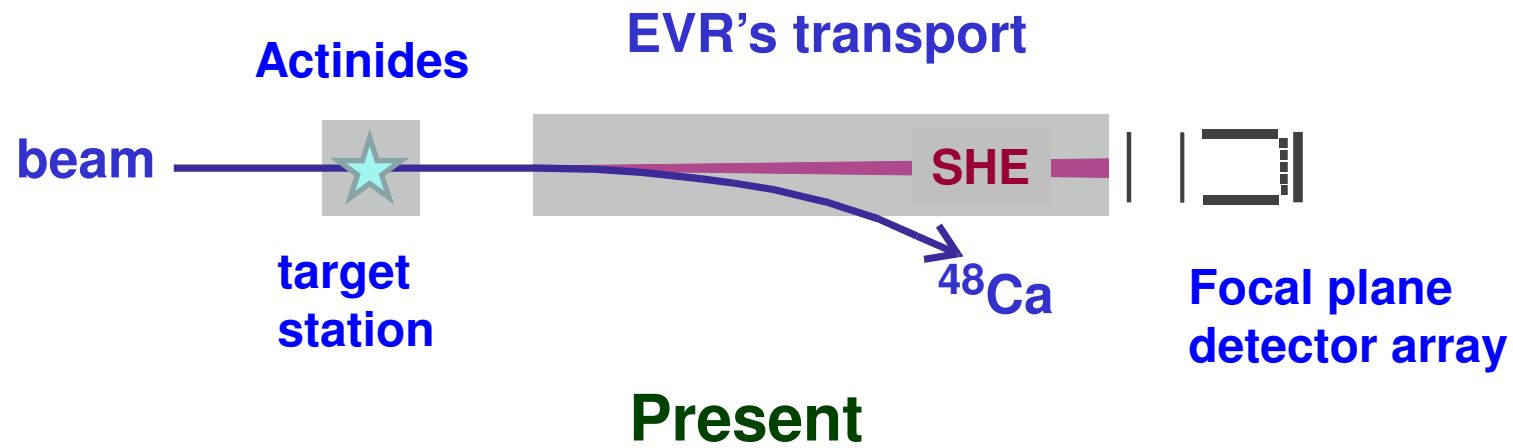 EVR’s transport
Actinides
beam
SHE
target
station
⁴⁸Ca
Focal plane
detector array
Present